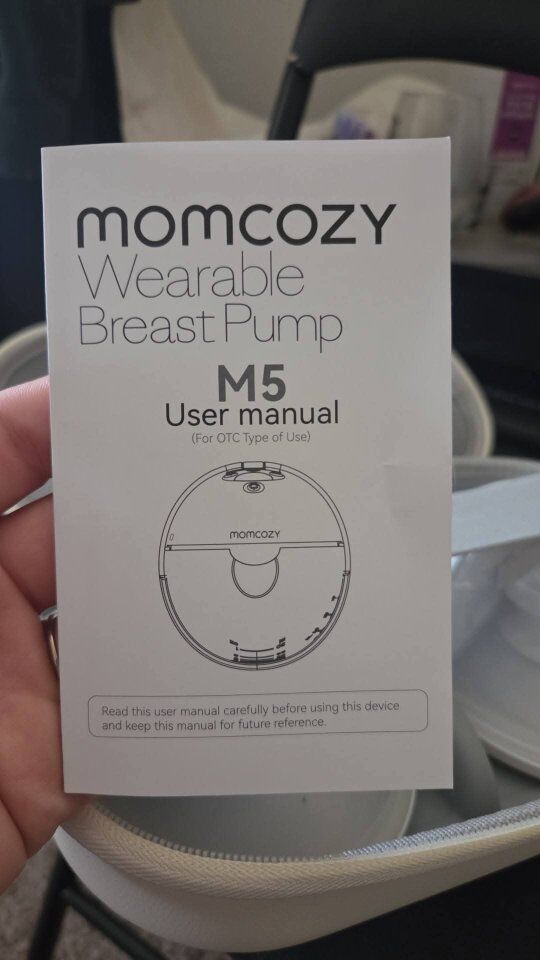 momcozy
Wearable
Breast Pump
M5
User manual
(For OTC Type of Use)
momcozy
Read this user manual carefully before using this device
and keep this manual for future reference.